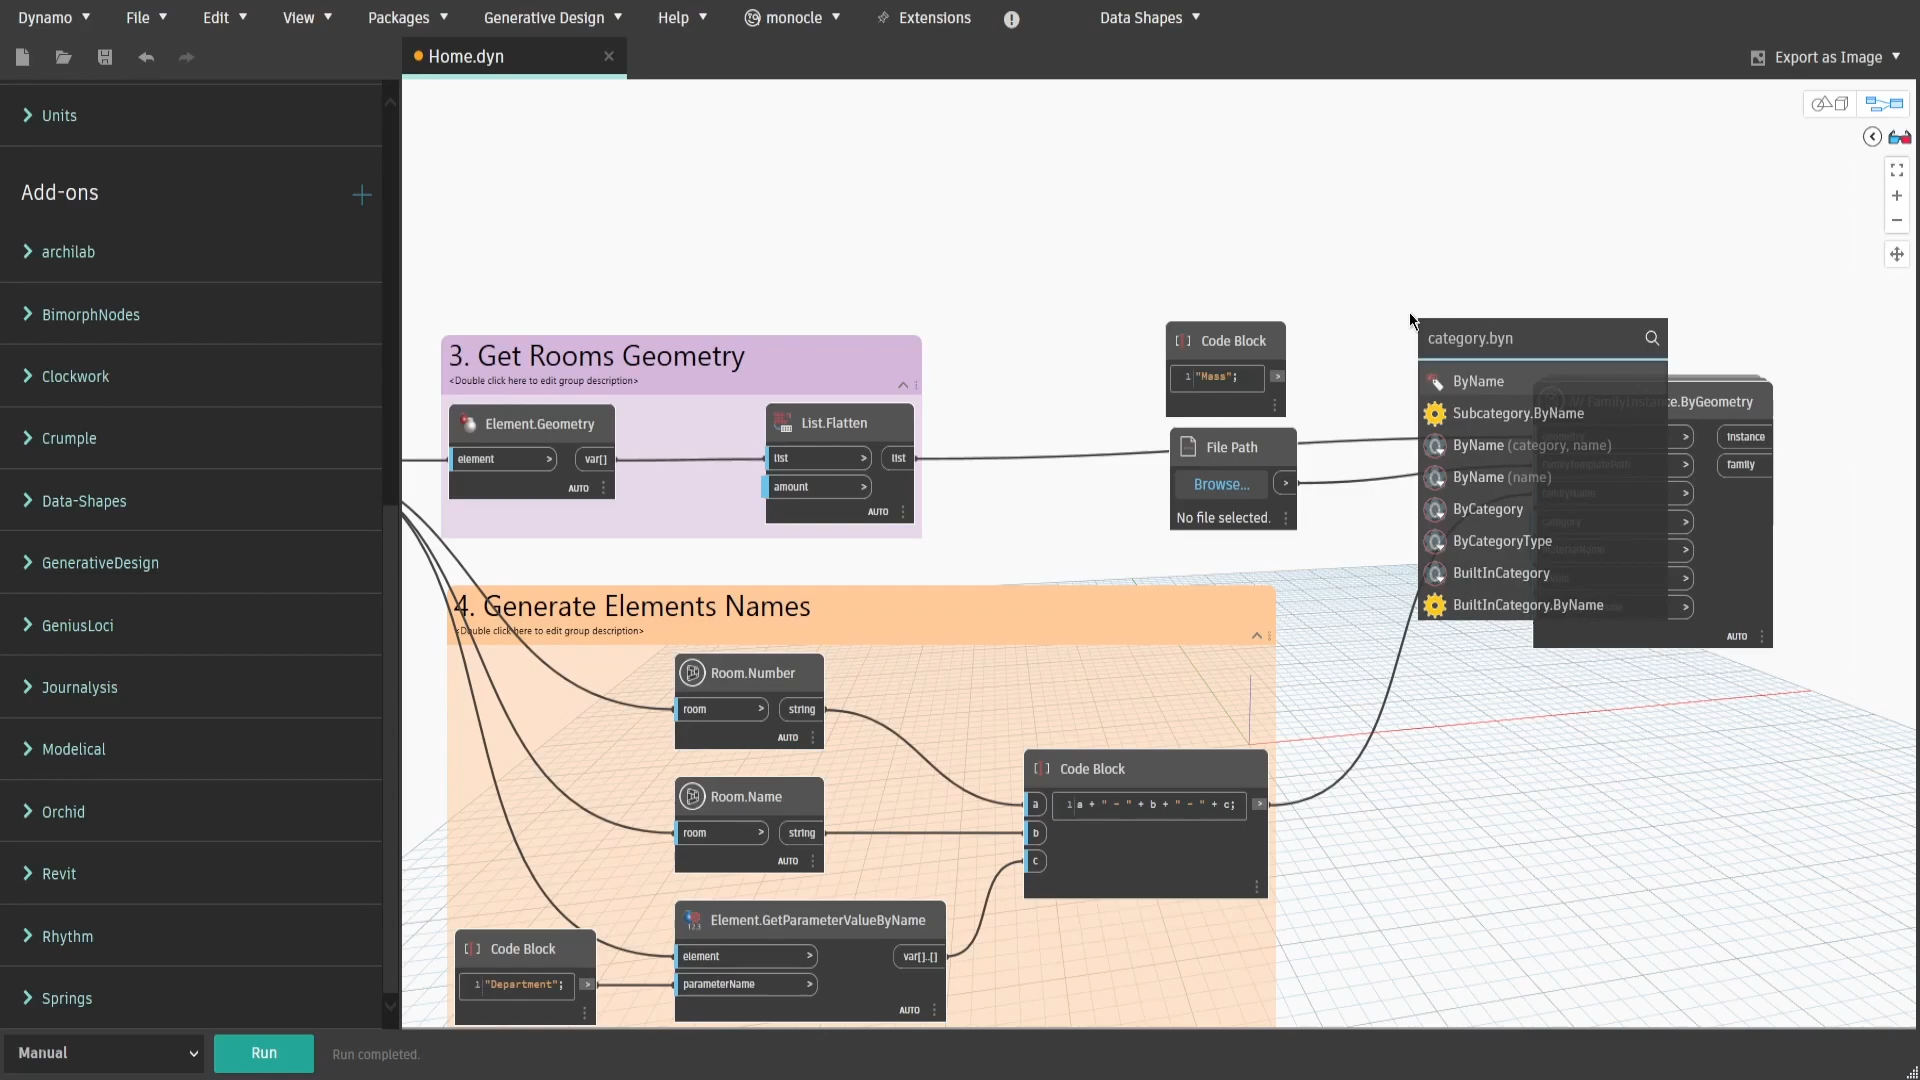 Dynamo File Edit View Packages Generative Design Help monocle Extensions Data Shapes
Home.dyn
Export as Image
Units
Add-ons
archilab
BimorphNodes
Clockwork
Crumple
Data-Shapes
GenerativeDesign
GeniusLoci
Journalysis
Modelical
Orchid
Revit
Rhythm
Springs
3. Get Rooms Geometry
<Double click here to edit group description>
Element.Geometry
element > var[]
AUTO
List.Flatten
list > list
amount >
AUTO
Code Block
1 "Mass"; >
File Path
Browse... >
No file selected.
category.byn
ByName
Subcategory.ByName
ByName (category, name)
ByName (name)
ByCategory
ByCategoryType
BuiltInCategory
BuiltInCategory.ByName
FamilyInstance.ByGeometry
> Instance
> family
>
category >
>
>
>
AUTO
4. Generate Elements Names
<Double click here to edit group description>
Room.Number
room > string
AUTO
Room.Name
room > string
AUTO
Code Block
1 "Department"; >
Element.GetParameterValueByName
element > var[]..[]
parameterName >
AUTO
Code Block
a 1 a + " - " + b + " - " + c; >
b
c
Manual
Run
Run completed.